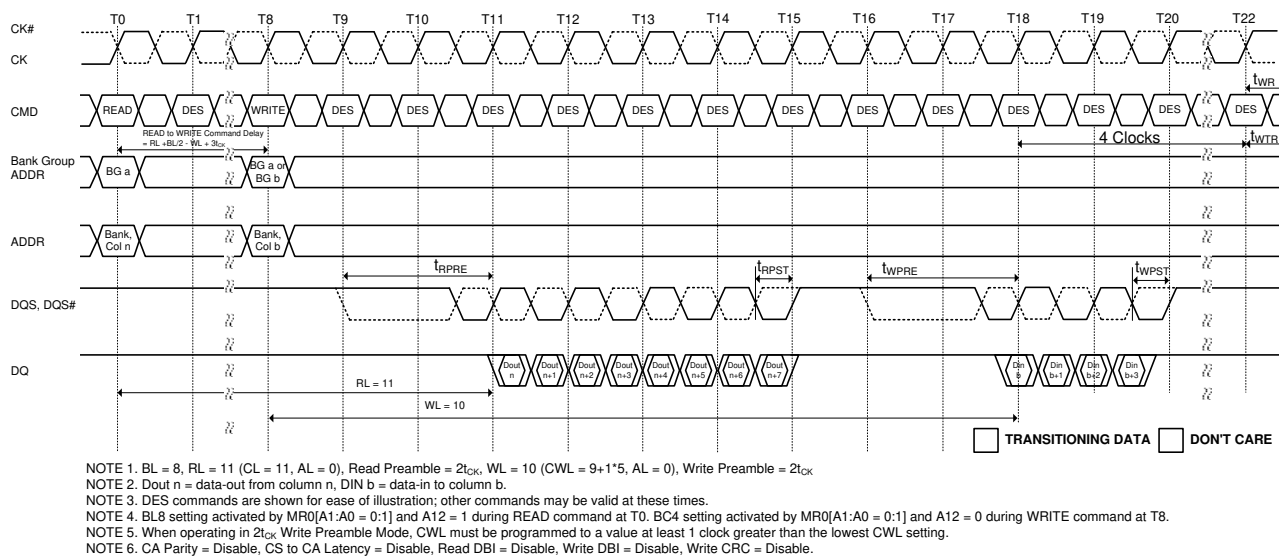 T0 T1 T8 T9 T10 T11 T12 T13 T14 T15 T16 T17 T18 T19 T20 T22
CK#
CK
tWR
CMD READ DES WRITE DES DES DES DES DES DES DES DES DES DES DES DES DES
READ to WRITE Command Delay
= RL +BL/2 - WL + 3tCK
4 Clocks
tWTR
Bank Group
ADDR
BG a
BG a or
BG b
ADDR
Bank,
Col n
Bank,
Col b
tRPRE tRPST tWPRE tWPST
DQS, DQS#
DQ
Dout
n
Dout
n+1
Dout
n+2
Dout
n+3
Dout
n+4
Dout
n+5
Dout
n+6
Dout
n+7
Din
b
Din
b+1
Din
b+2
Din
b+3
RL = 11
WL = 10
TRANSITIONING DATA DON'T CARE
NOTE 1. BL = 8, RL = 11 (CL = 11, AL = 0), Read Preamble = 2tCK, WL = 10 (CWL = 9+1*5, AL = 0), Write Preamble = 2tCK
NOTE 2. Dout n = data-out from column n, DIN b = data-in to column b.
NOTE 3. DES commands are shown for ease of illustration; other commands may be valid at these times.
NOTE 4. BL8 setting activated by MR0[A1:A0 = 0:1] and A12 = 1 during READ command at T0. BC4 setting activated by MR0[A1:A0 = 0:1] and A12 = 0 during WRITE command at T8.
NOTE 5. When operating in 2tCK Write Preamble Mode, CWL must be programmed to a value at least 1 clock greater than the lowest CWL setting.
NOTE 6. CA Parity = Disable, CS to CA Latency = Disable, Read DBI = Disable, Write DBI = Disable, Write CRC = Disable.